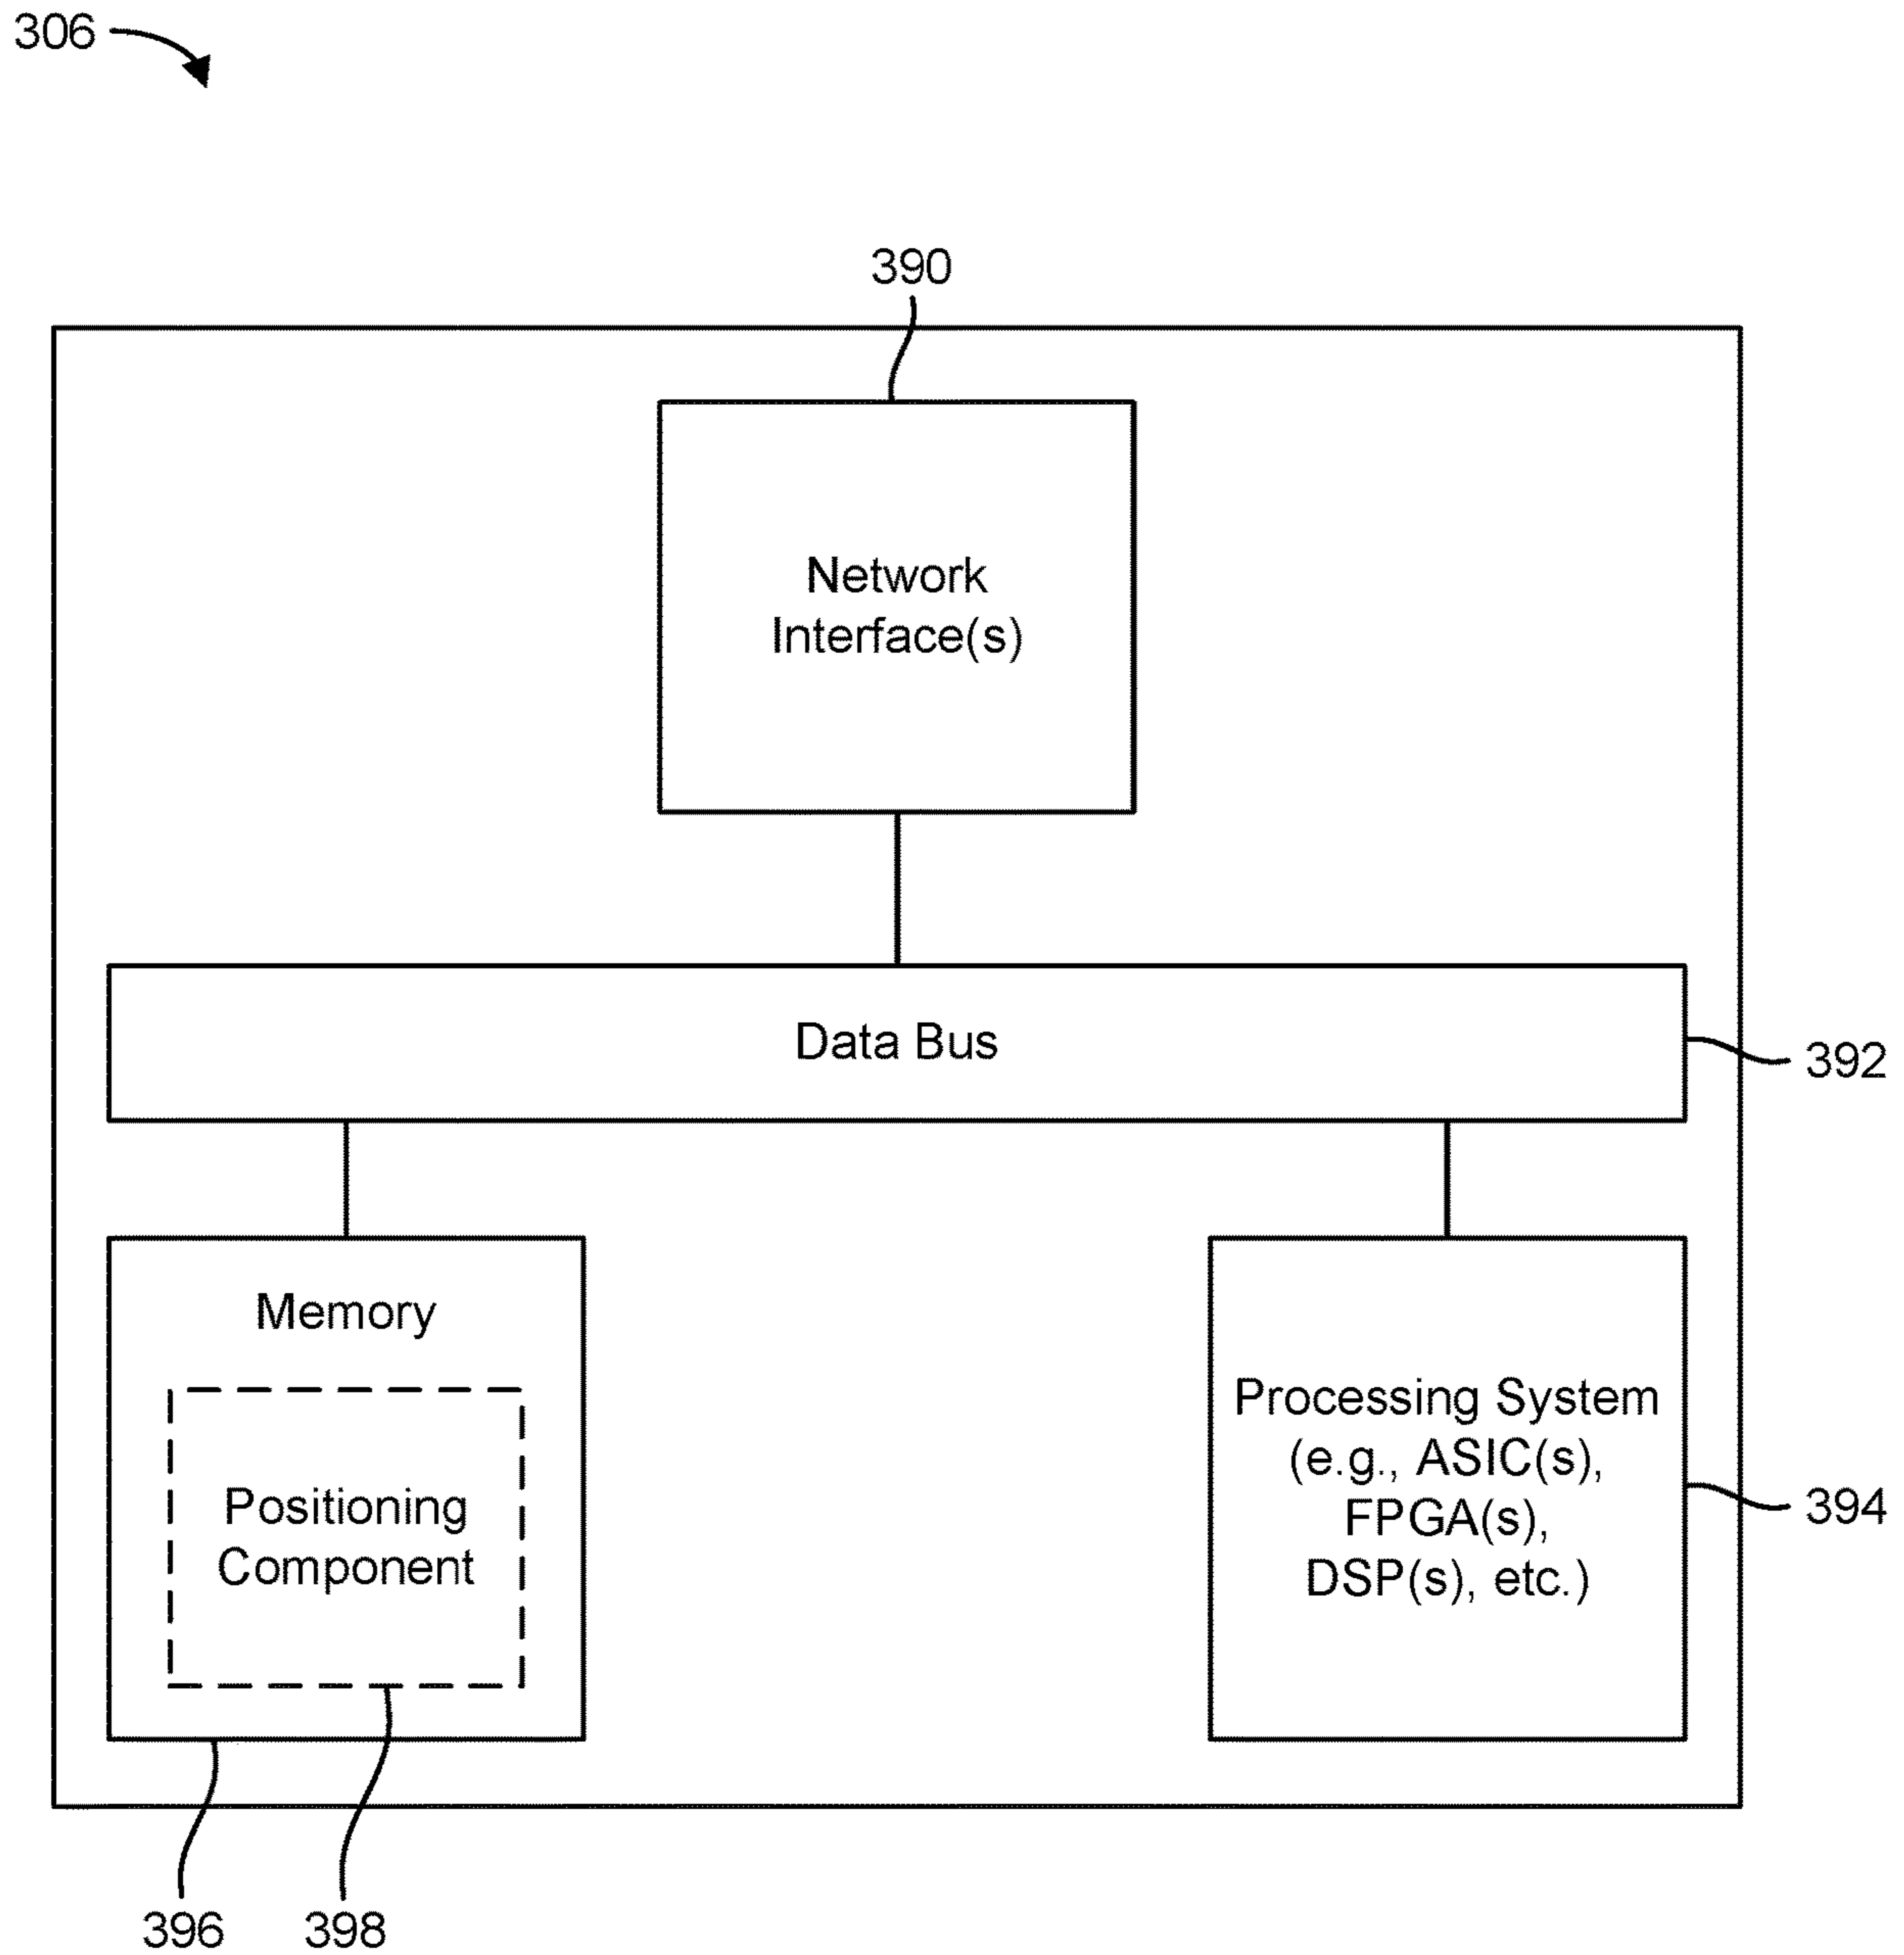 306
390
Network
Interface(s)
Data Bus
392
Memory
Positioning
Component
Processing System
(e.g., ASIC(s),
FPGA(s),
DSP(s), etc.)
394
396
398